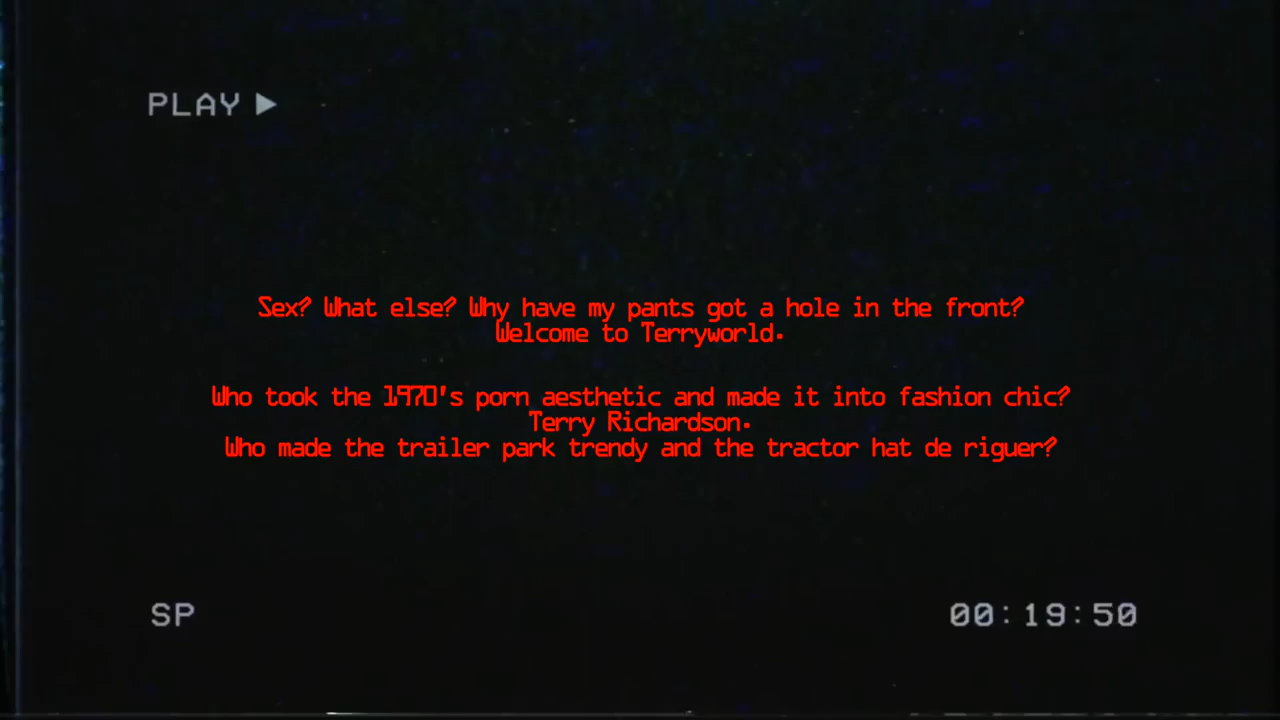 PLAY
Sex? What else? Why have my pants got a hole in the front?
Welcome to Terryworld.
Who took the 1970's porn aesthetic and made it into fashion chic?
Terry Richardson.
Who made the trailer park trendy and the tractor hat de riguer?
SP
00:19:50